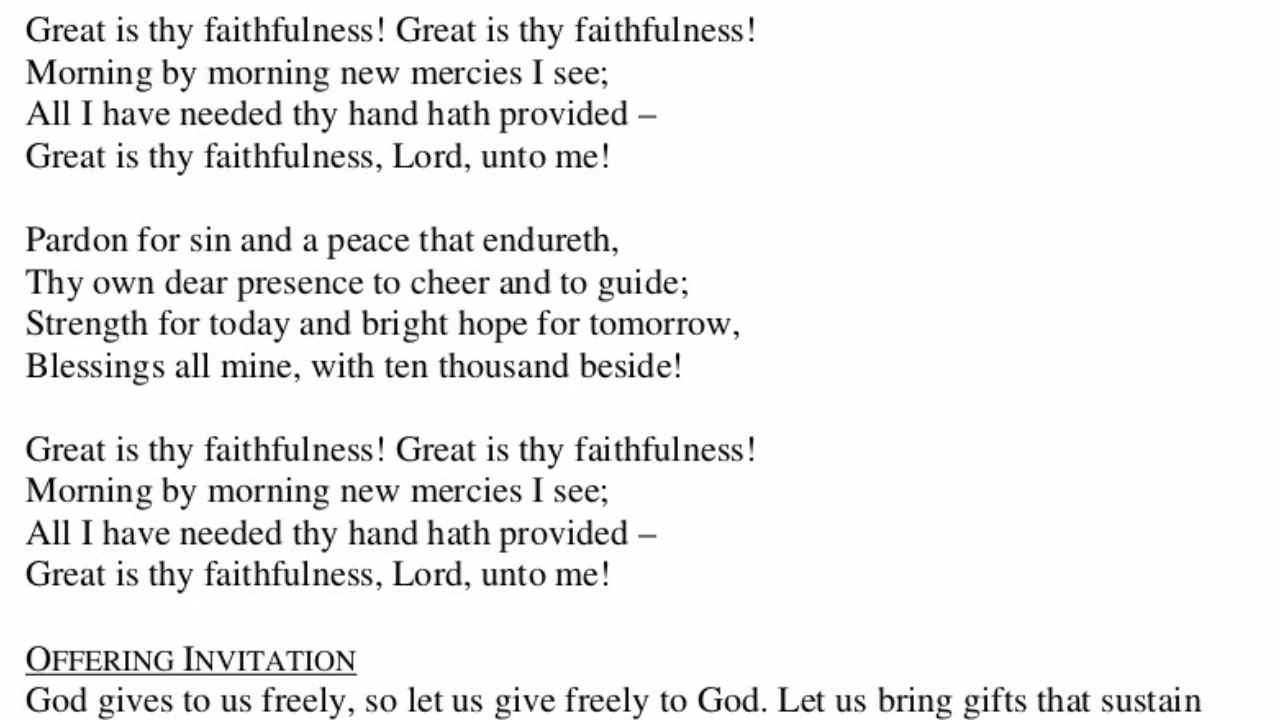 Great is thy faithfulness! Great is thy faithfulness!
Morning by morning new mercies I see;
All I have needed thy hand hath provided –
Great is thy faithfulness, Lord, unto me!
Pardon for sin and a peace that endureth,
Thy own dear presence to cheer and to guide;
Strength for today and bright hope for tomorrow,
Blessings all mine, with ten thousand beside!
Great is thy faithfulness! Great is thy faithfulness!
Morning by morning new mercies I see;
All I have needed thy hand hath provided –
Great is thy faithfulness, Lord, unto me!
OFFERING INVITATION
God gives to us freely, so let us give freely to God. Let us bring gifts that sustain